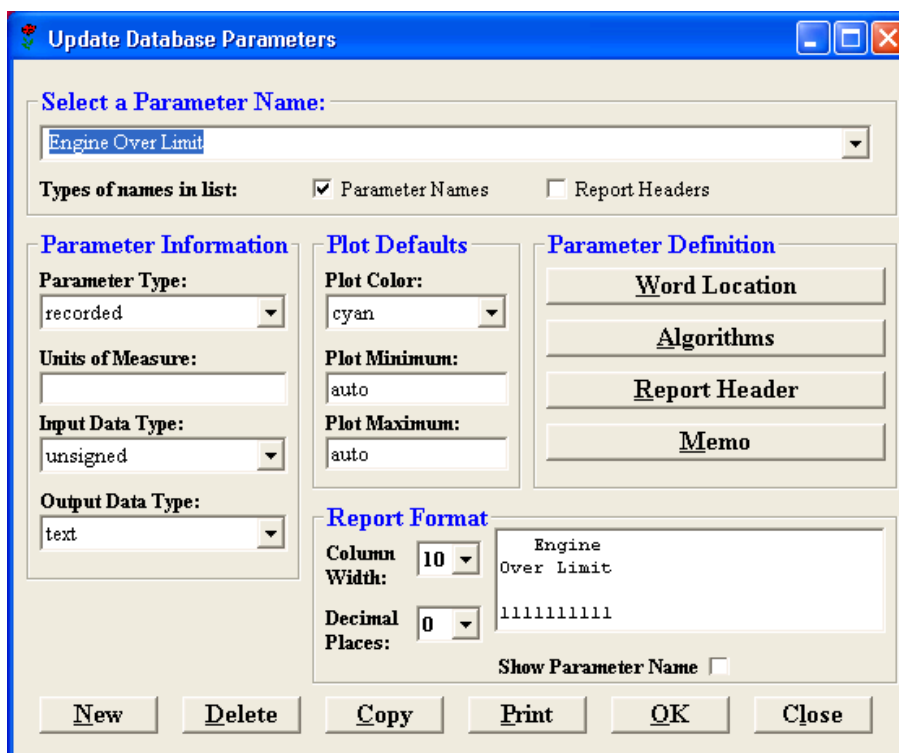 Update Database Parameters
Select a Parameter Name:
Engine Over Limit
Types of names in list: Parameter Names Report Headers
Parameter Information
Parameter Type:
recorded
Units of Measure:
Input Data Type:
unsigned
Output Data Type:
text
Plot Defaults
Plot Color:
cyan
Plot Minimum:
auto
Plot Maximum:
auto
Parameter Definition
Word Location
Algorithms
Report Header
Memo
Report Format
Column
Width:
10
Decimal
Places:
0
Engine
Over Limit
1111111111
Show Parameter Name
New Delete Copy Print OK Close